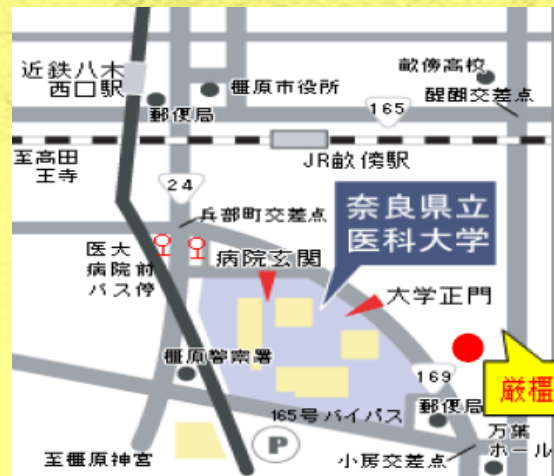 近鉄八木
西口駅
橿原市役所
郵便局
畝傍高校
醍醐交差点
165
至高田
王寺
JR畝傍駅
24
兵部町交差点
奈良県立
医科大学
医大
病院前
バス停
病院玄関
大学正門
橿原警察署
169
厳橿
165号バイパス
郵便局
P
万葉
ホール
至橿原神宮
小房交差点